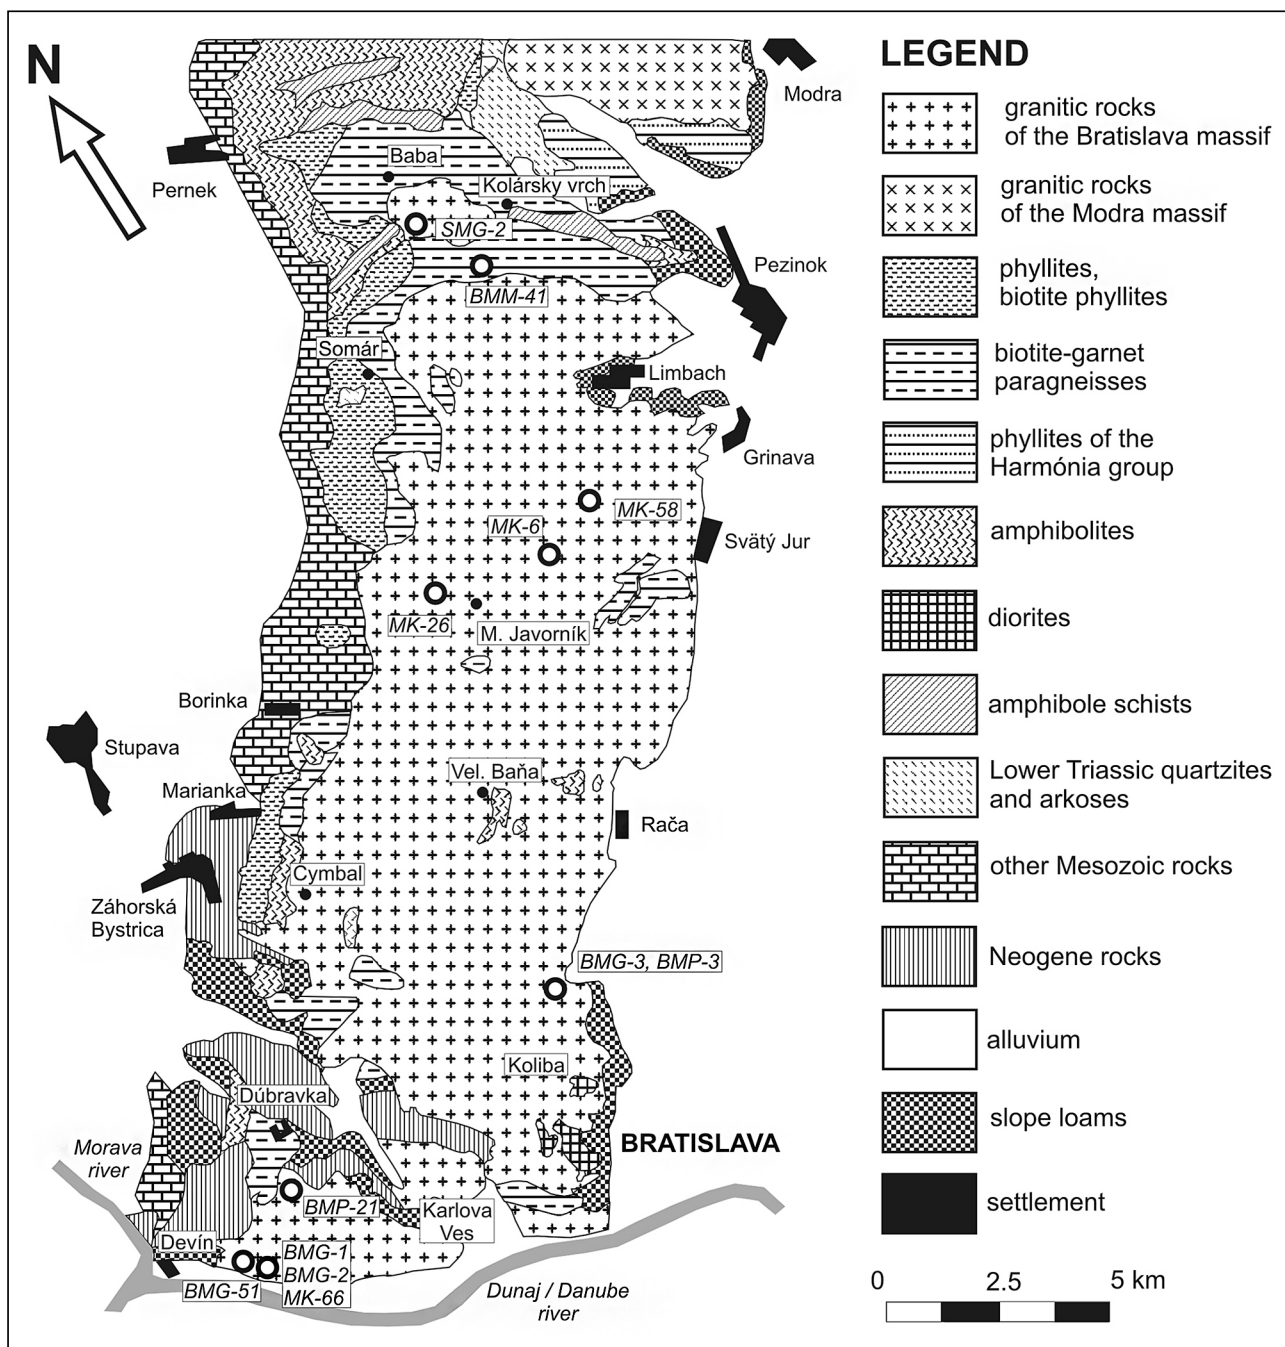 N
Modra
Pernek
Baba
Kolársky vrch
SMG-2
Pezinok
BMM-41
Somár
Limbach
Grinava
MK-58
MK-6
Svätý Jur
MK-26
M. Javorník
Borinka
Stupava
Vel. Baňa
Marianka
Rača
Cymbal
Záhorská
Bystrica
BMG-3, BMP-3
Koliba
Dúbravka
BRATISLAVA
Morava
river
BMP-21
Karlova
Ves
Devín
BMG-1
BMG-2
MK-66
BMG-51
Dunaj / Danube
river
LEGEND
granitic rocks
of the Bratislava massif
granitic rocks
of the Modra massif
phyllites,
biotite phyllites
biotite-garnet
paragneisses
phyllites of the
Harmónia group
amphibolites
diorites
amphibole schists
Lower Triassic quartzites
and arkoses
other Mesozoic rocks
Neogene rocks
alluvium
slope loams
settlement
0 2.5 5 km